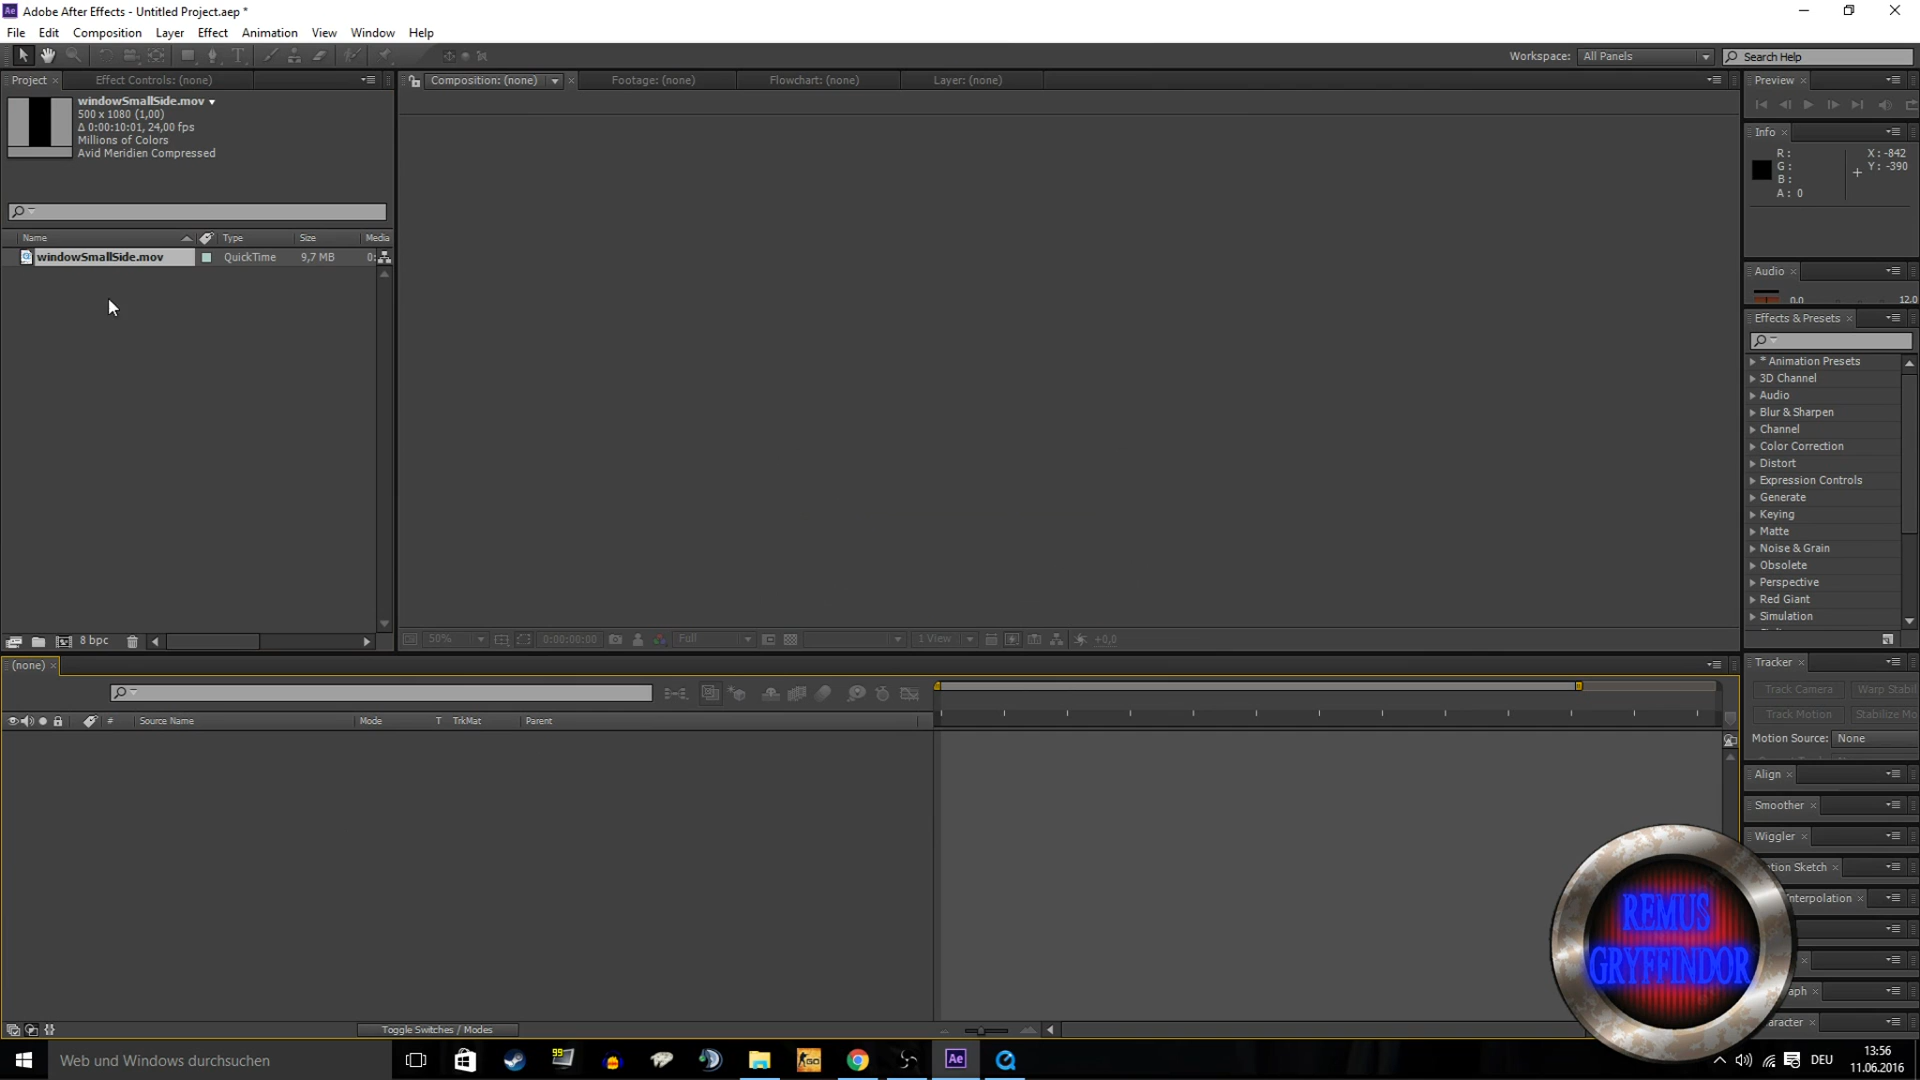 Adobe After Effects - Untitled Project.aep *
File Edit Composition Layer Effect Animation View Window Help
Workspace: All Panels Search Help
Project Effect Controls: (none) Composition: (none) Footage: (none) Flowchart: (none) Layer: (none) Preview
windowSmallSide.mov
500 x 1080 (1,00)
Δ 0:00:10:01, 24,00 fps
Millions of Colors
Avid Meridien Compressed
Info
R: X: -842
G: Y: -390
B:
A: 0
Name Type Size Media
windowSmallSide.mov QuickTime 9,7 MB 0:
Audio
0.0 12.0
Effects & Presets
* Animation Presets
3D Channel
Audio
Blur & Sharpen
Channel
Color Correction
Distort
Expression Controls
Generate
Keying
Matte
Noise & Grain
Obsolete
Perspective
Red Giant
Simulation
8 bpc 50% 0:00:00:00 Full 1 View +0,0
(none)
Source Name Mode T TrkMat Parent
#
Tracker
Track Camera Warp Stabil
Track Motion Stabilize Mo
Motion Source: None
Align
Smoother
Wiggler
otion Sketch
Interpolation
aph
aracter
REMUS
GRYFFINDOR
Toggle Switches / Modes
Web und Windows durchsuchen
99
GO
Ae
DEU
13:56
11.06.2016